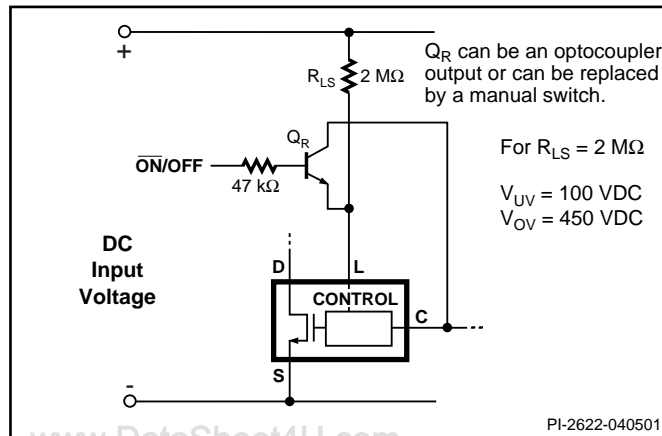 +
R_LS
2 MΩ
Q_R can be an optocoupler
output or can be replaced
by a manual switch.
Q_R
O̅N̅/OFF
47 kΩ
For R_LS = 2 MΩ
V_UV = 100 VDC
V_OV = 450 VDC
DC
Input
Voltage
D
L
CONTROL
C
S
-
www.DataSheet4U.com
PI-2622-040501